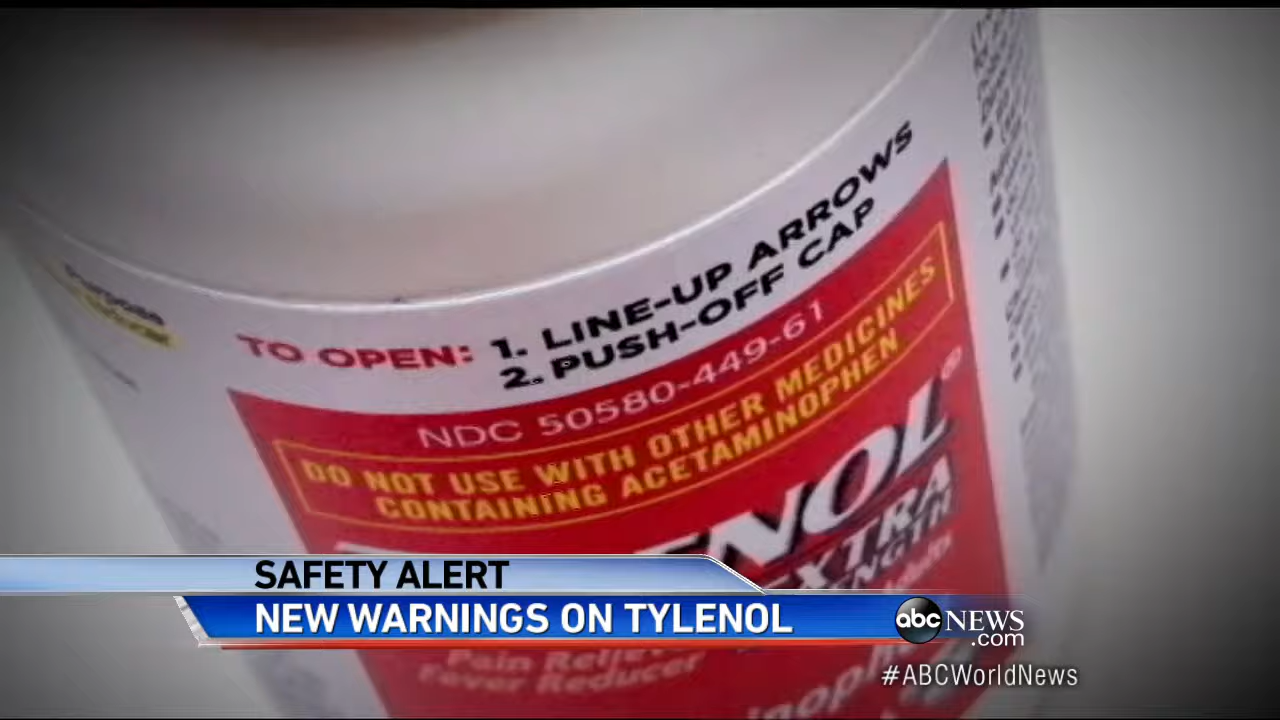 TO OPEN: 1. LINE-UP ARROWS
2. PUSH-OFF CAP
NDC 50580-449-61
DO NOT USE WITH OTHER MEDICINES
CONTAINING ACETAMINOPHEN
ENOL®
EXTRA
Pain Reliever
Fever Reducer
SAFETY ALERT
NEW WARNINGS ON TYLENOL
abc NEWS
.com
#ABCWorldNews